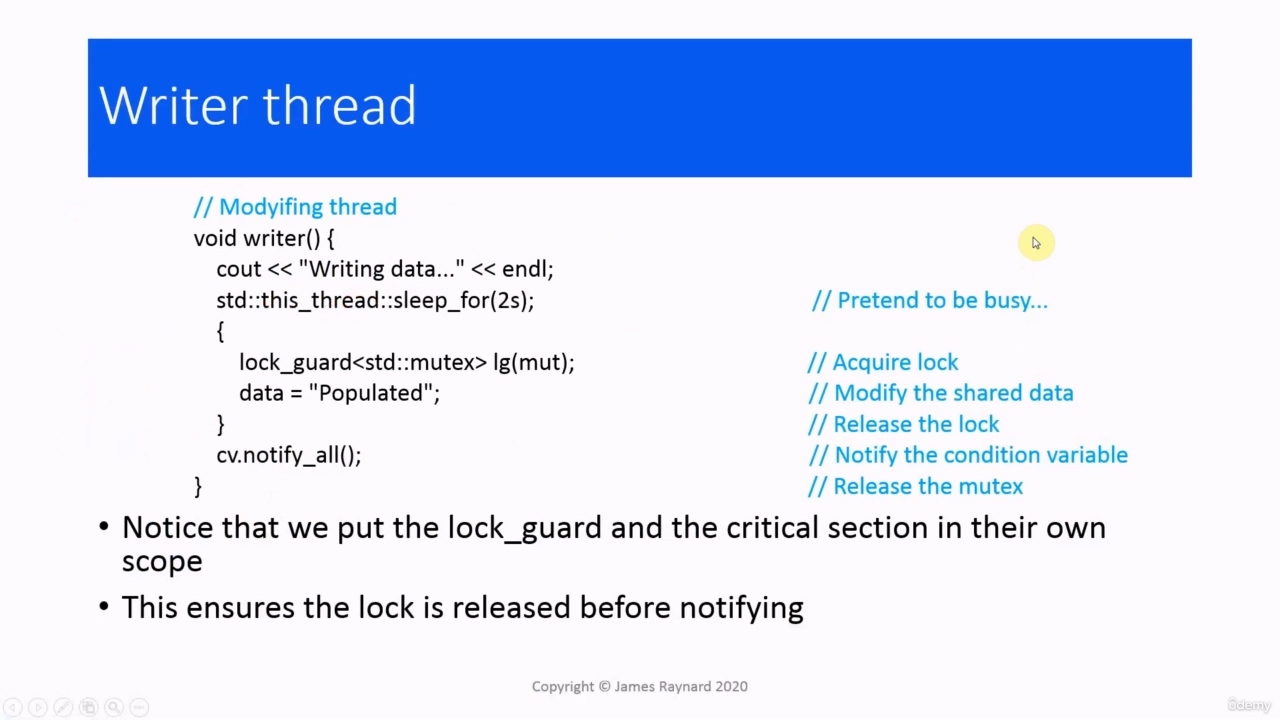 Writer thread
// Modyifing thread
void writer() {
cout << "Writing data..." << endl;
std::this_thread::sleep_for(2s); // Pretend to be busy...
{
lock_guard<std::mutex> lg(mut); // Acquire lock
data = "Populated"; // Modify the shared data
} // Release the lock
cv.notify_all(); // Notify the condition variable
} // Release the mutex
• Notice that we put the lock_guard and the critical section in their own
scope
• This ensures the lock is released before notifying
Copyright © James Raynard 2020
ûdemy